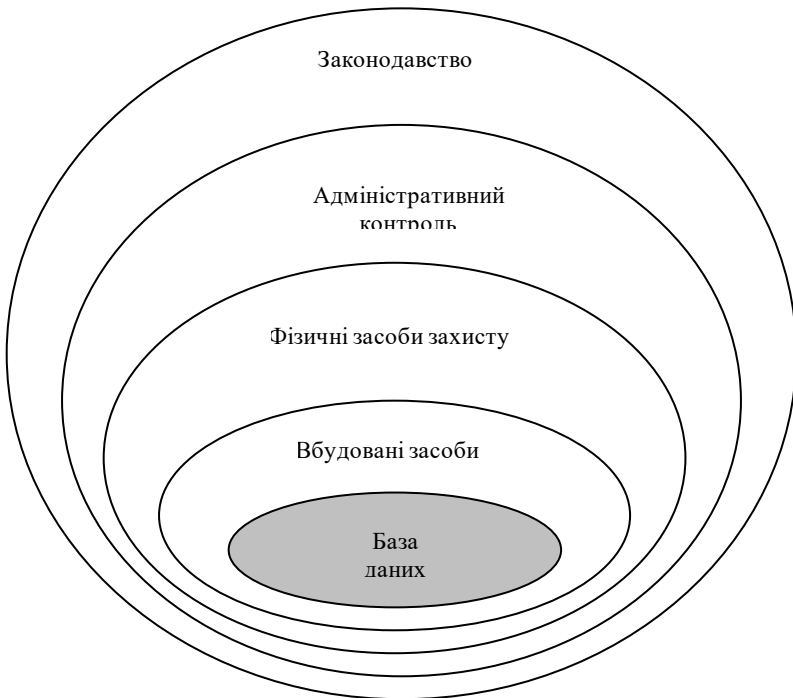 Законодавство
Адміністративний
контроль
Фізичні засоби захисту
Вбудовані засоби
База
даних